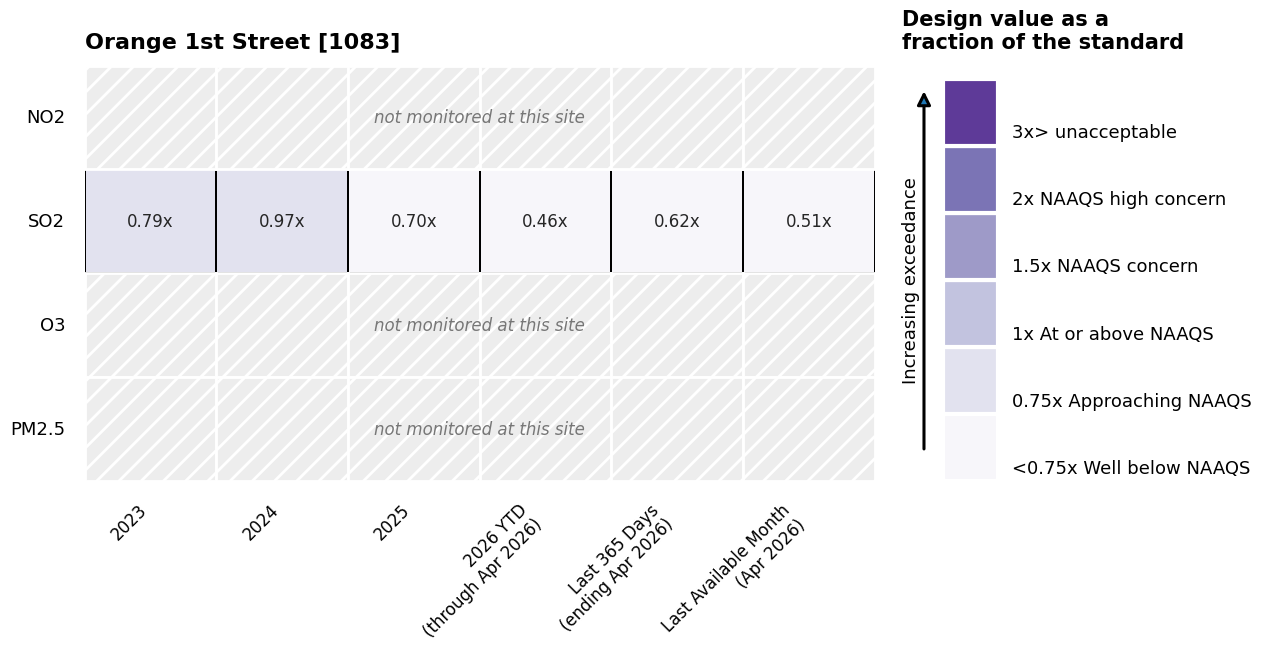 Orange 1st Street [1083]
Design value as a
fraction of the standard
NO2
not monitored at this site
SO2
0.79x
0.97x
0.70x
0.46x
0.62x
0.51x
O3
not monitored at this site
PM2.5
not monitored at this site
2023
2024
2025
2026 YTD
(through Apr 2026)
Last 365 Days
(ending Apr 2026)
Last Available Month
(Apr 2026)
Increasing exceedance
3x> unacceptable
2x NAAQS high concern
1.5x NAAQS concern
1x At or above NAAQS
0.75x Approaching NAAQS
<0.75x Well below NAAQS